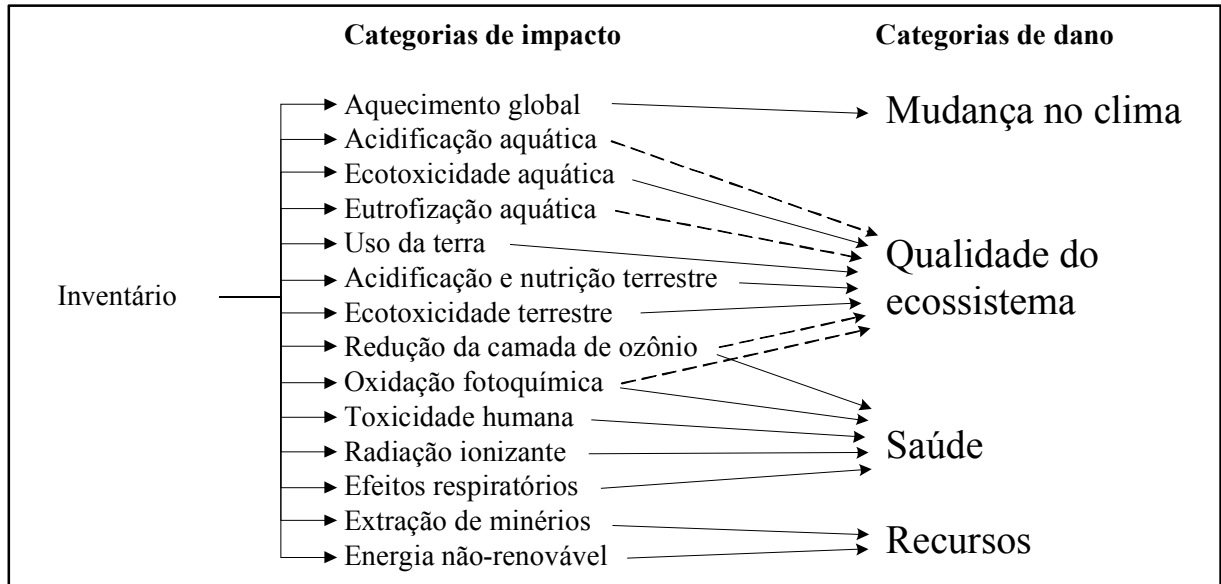 Categorias de impacto
Categorias de dano
Inventário
Aquecimento global
Acidificação aquática
Ecotoxicidade aquática
Eutrofização aquática
Uso da terra
Acidificação e nutrição terrestre
Ecotoxicidade terrestre
Redução da camada de ozônio
Oxidação fotoquímica
Toxicidade humana
Radiação ionizante
Efeitos respiratórios
Extração de minérios
Energia não-renovável
Mudança no clima
Qualidade do
ecossistema
Saúde
Recursos